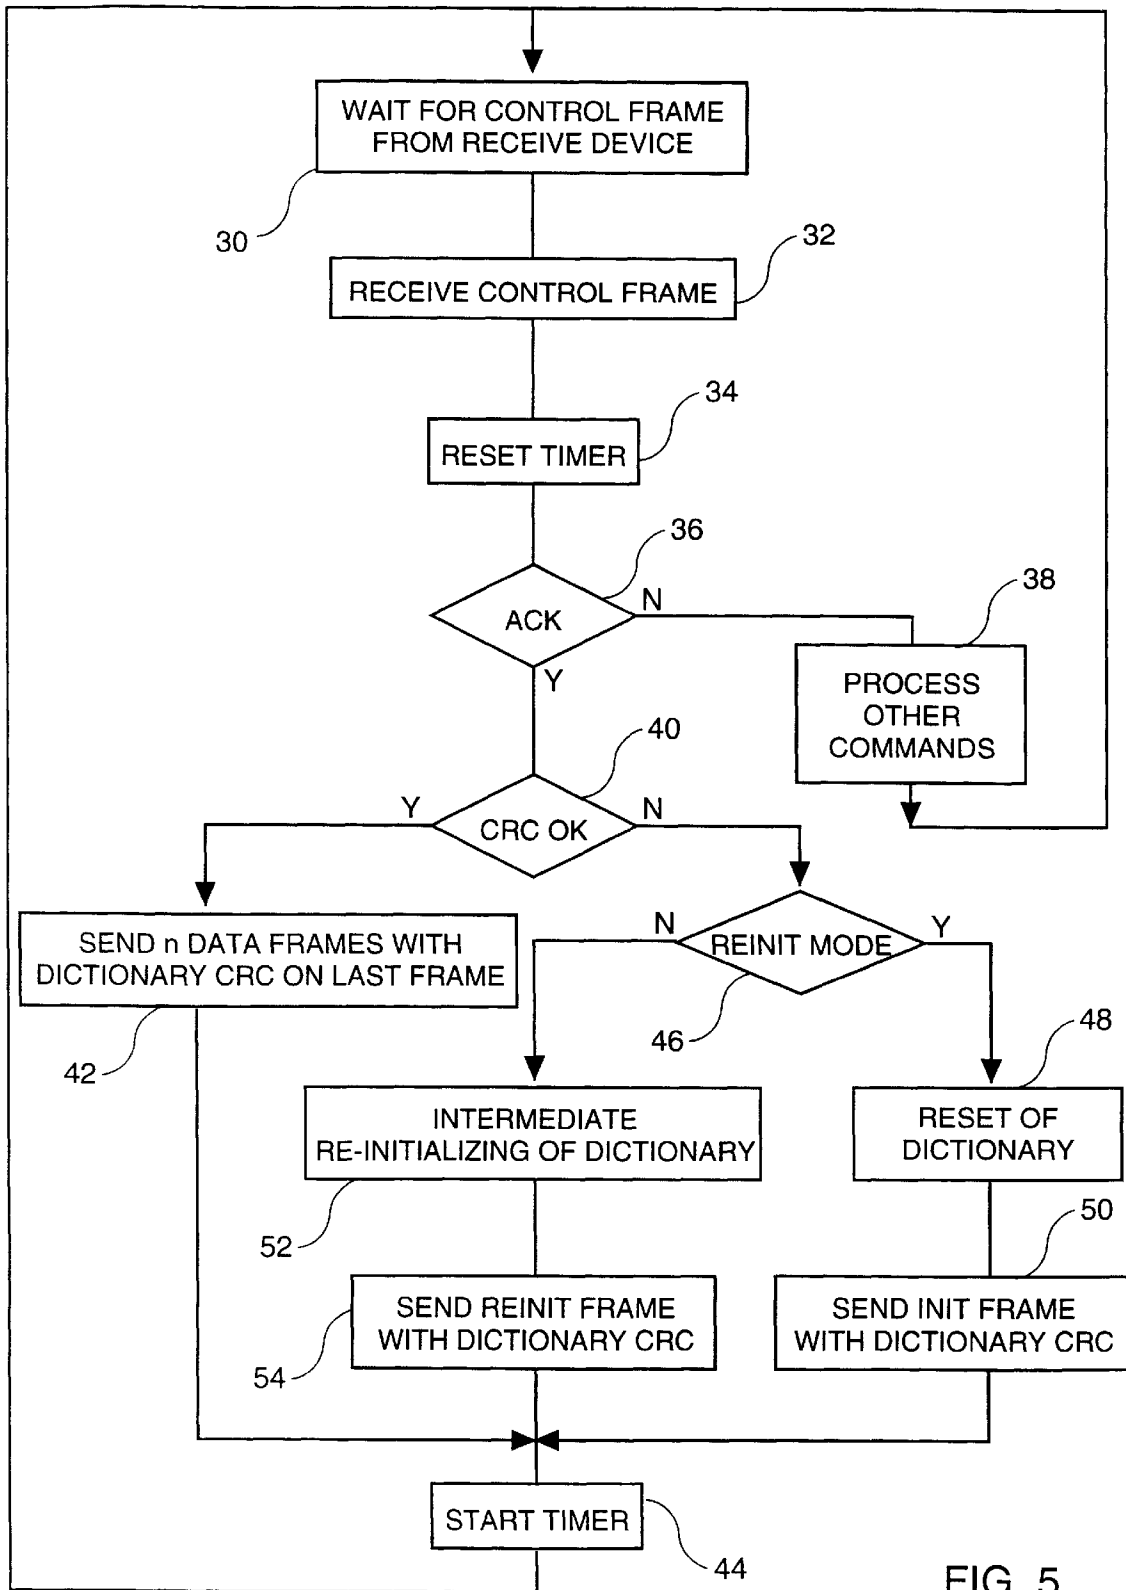 WAIT FOR CONTROL FRAME
FROM RECEIVE DEVICE
30
32
RECEIVE CONTROL FRAME
34
RESET TIMER
36
ACK
N
38
Y
PROCESS
OTHER
COMMANDS
40
Y
CRC OK
N
SEND n DATA FRAMES WITH
DICTIONARY CRC ON LAST FRAME
42
N
REINIT MODE
Y
46
48
INTERMEDIATE
RE-INITIALIZING OF DICTIONARY
52
RESET OF
DICTIONARY
50
SEND REINIT FRAME
WITH DICTIONARY CRC
54
SEND INIT FRAME
WITH DICTIONARY CRC
START TIMER
44
FIG. 5